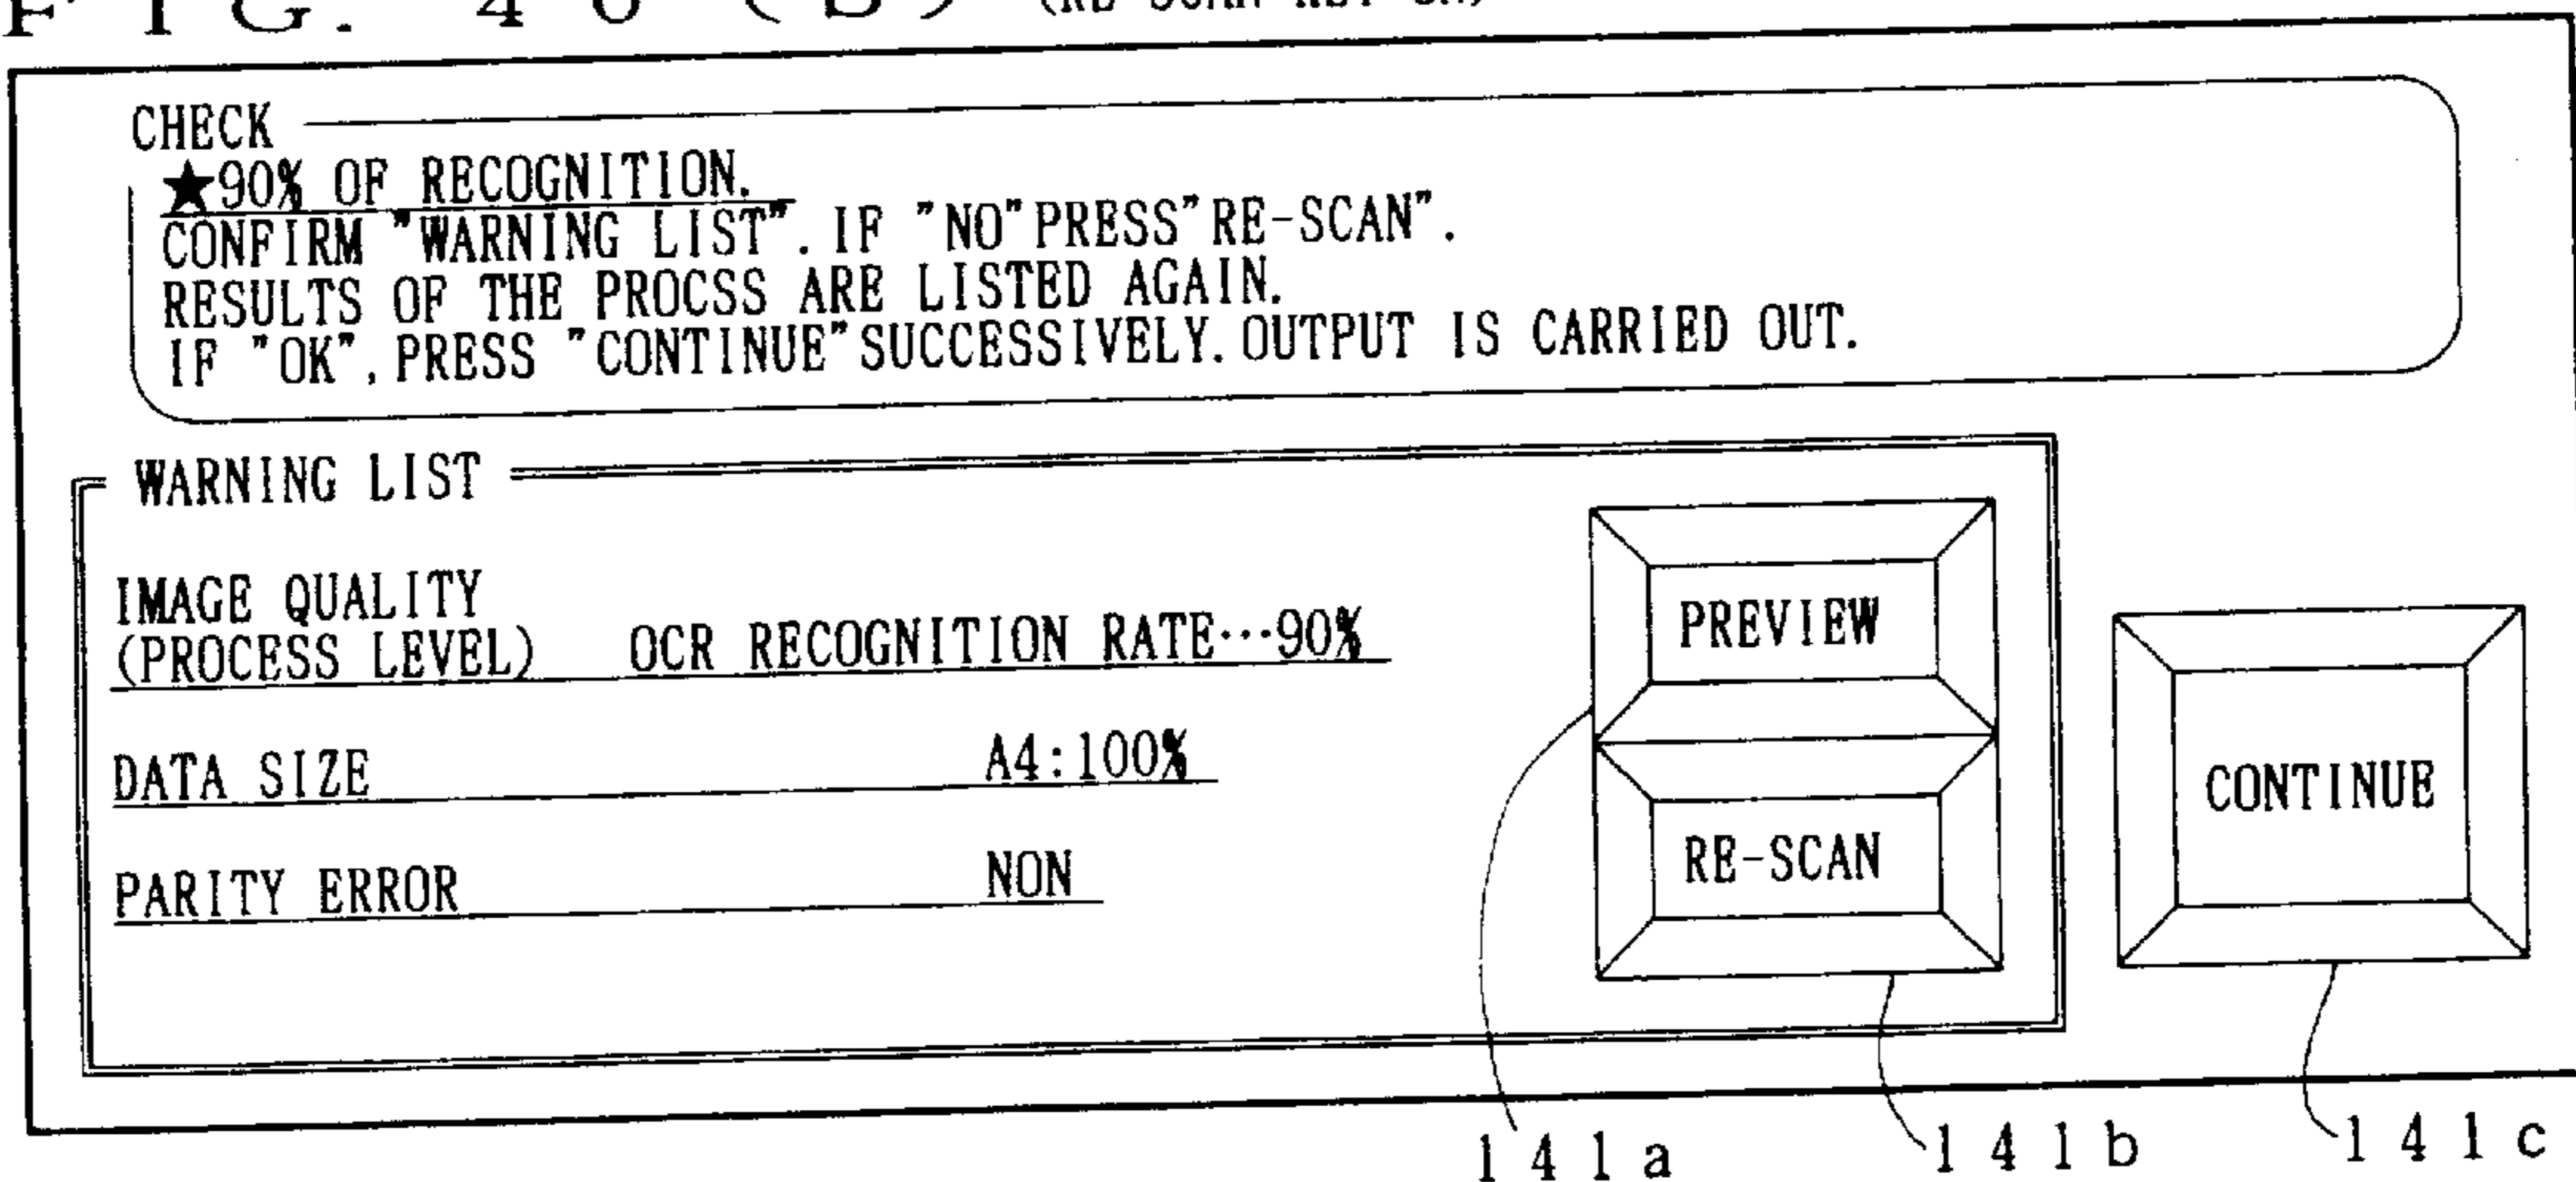 CHECK
★90% OF RECOGNITION.
CONFIRM "WARNING LIST". IF "NO"PRESS"RE-SCAN".
RESULTS OF THE PROCSS ARE LISTED AGAIN.
IF "OK", PRESS "CONTINUE"SUCCESSIVELY. OUTPUT IS CARRIED OUT.
WARNING LIST
IMAGE QUALITY
(PROCESS LEVEL) OCR RECOGNITION RATE···90%
DATA SIZE A4:100%
PARITY ERROR NON
PREVIEW
RE-SCAN
CONTINUE
141a
141b
141c